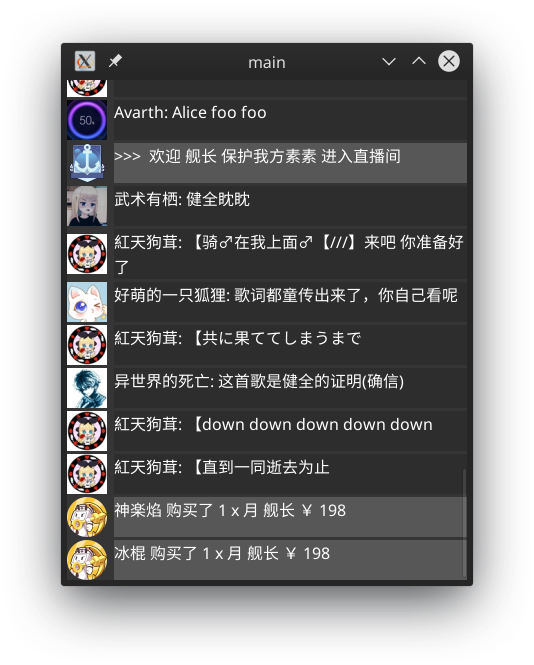 main
50%
Avarth: Alice foo foo
>>> 欢迎 舰长 保护我方素素 进入直播间
武术有栖: 健全眈眈
紅天狗茸: 【骑♂在我上面♂【///】来吧 你准备好
了
好萌的一只狐狸: 歌词都童传出来了，你自己看呢
紅天狗茸: 【共に果ててしまうまで
异世界的死亡: 这首歌是健全的证明(确信)
紅天狗茸: 【down down down down down
紅天狗茸: 【直到一同逝去为止
神楽焰 购买了 1 x 月 舰长 ￥ 198
冰棍 购买了 1 x 月 舰长 ￥ 198